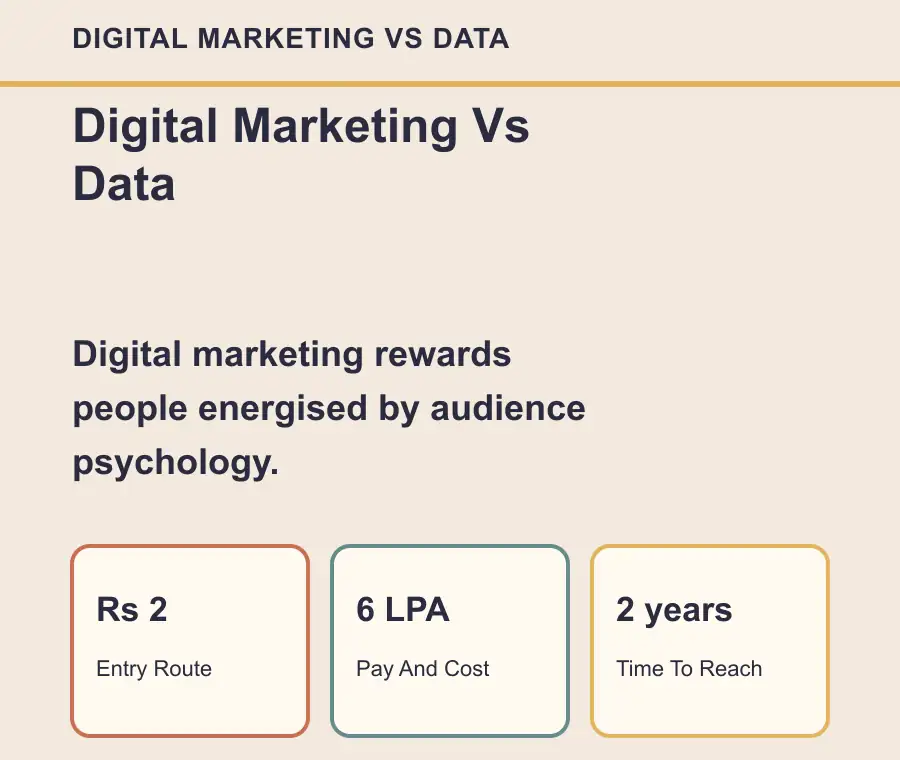 DIGITAL MARKETING VS DATA
Digital Marketing Vs
Data
Digital marketing rewards
people energised by audience
psychology.
Rs 2
Entry Route
6 LPA
Pay And Cost
2 years
Time To Reach